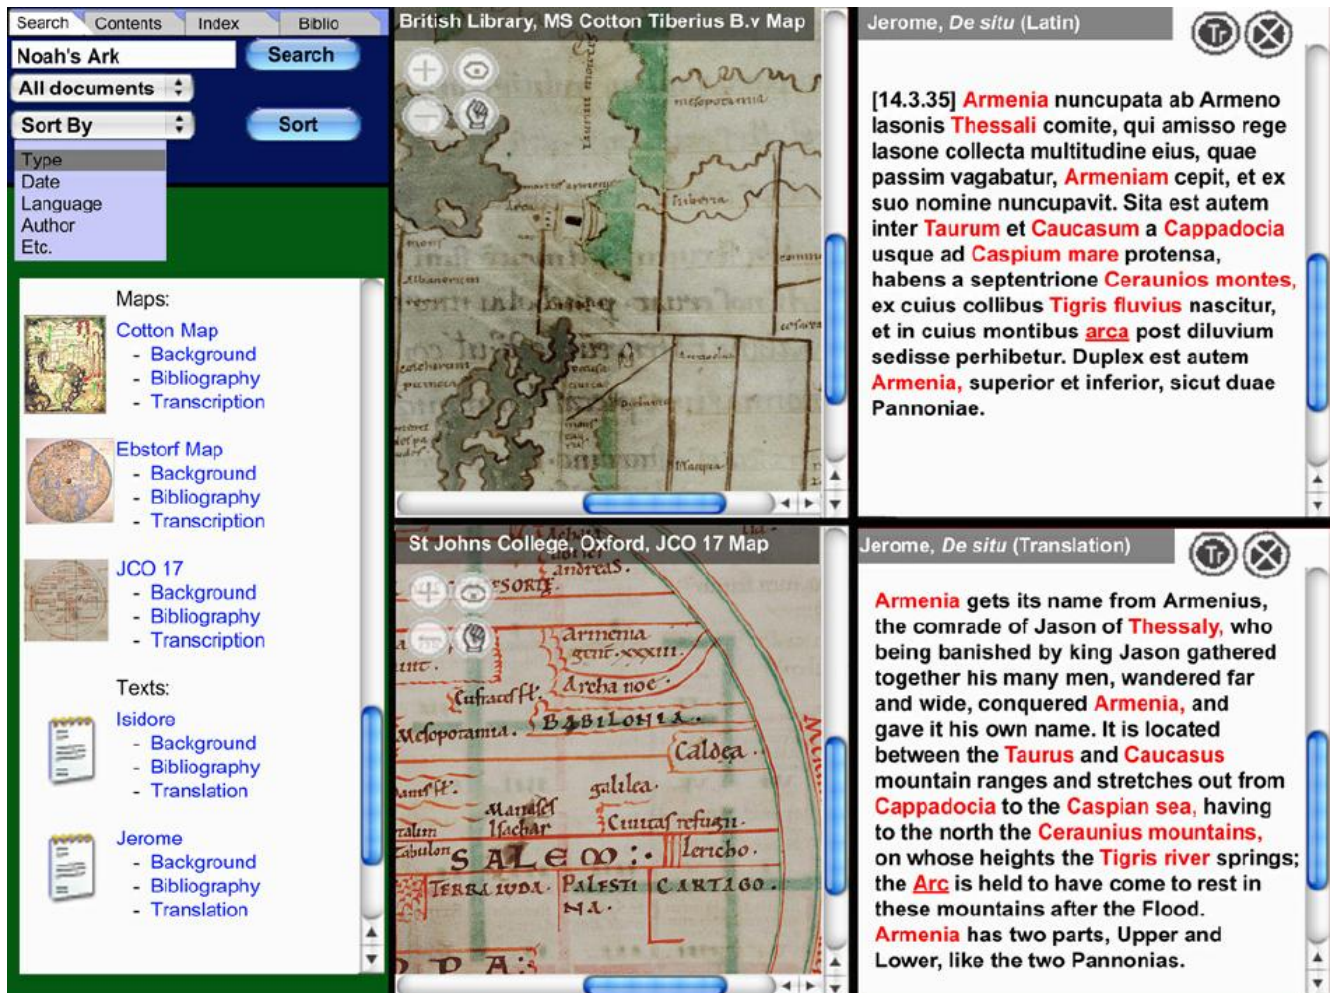 Search Contents Index Biblio
Noah's Ark Search
All documents
Sort By Sort
Type
Date
Language
Author
Etc.
Maps:
Cotton Map
- Background
- Bibliography
- Transcription
Ebstorf Map
- Background
- Bibliography
- Transcription
JCO 17
- Background
- Bibliography
- Transcription
Texts:
Isidore
- Background
- Bibliography
- Translation
Jerome
- Background
- Bibliography
- Translation
British Library, MS Cotton Tiberius B.v Map
mesopotamia
hiberia
Albanorum
St Johns College, Oxford, JCO 17 Map
andreas.
Armenia
gent. xxxiii.
Archa noe.
Eufrates fl.
BABILONIA.
Mesopotamia.
Caldea.
galilea.
Manases
Isachar
Ciuitas refugii.
SALEM:. Iericho.
TERRA IUDA. PALESTI CARTAGO.
NA.
Jerome, De situ (Latin)
Tr
[14.3.35] Armenia nuncupata ab Armeno
Iasonis Thessali comite, qui amisso rege
Iasone collecta multitudine eius, quae
passim vagabatur, Armeniam cepit, et ex
suo nomine nuncupavit. Sita est autem
inter Taurum et Caucasum a Cappadocia
usque ad Caspium mare protensa,
habens a septentrione Ceraunios montes,
ex cuius collibus Tigris fluvius nascitur,
et in cuius montibus arca post diluvium
sedisse perhibetur. Duplex est autem
Armenia, superior et inferior, sicut duae
Pannoniae.
Jerome, De situ (Translation)
Tr
Armenia gets its name from Armenius,
the comrade of Jason of Thessaly, who
being banished by king Jason gathered
together his many men, wandered far
and wide, conquered Armenia, and
gave it his own name. It is located
between the Taurus and Caucasus
mountain ranges and stretches out from
Cappadocia to the Caspian sea, having
to the north the Ceraunius mountains,
on whose heights the Tigris river springs;
the Arc is held to have come to rest in
these mountains after the Flood.
Armenia has two parts, Upper and
Lower, like the two Pannonias.